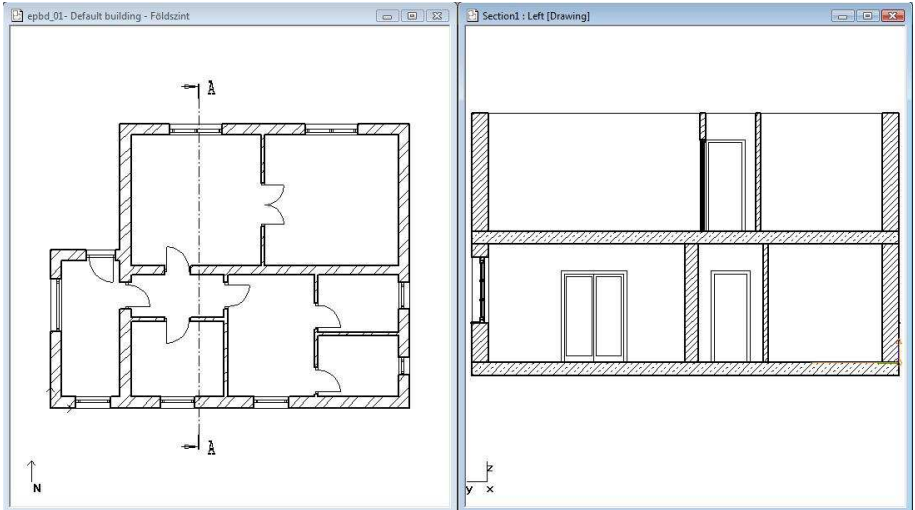 epbd_01- Default building - Földszint
A
A
N
Section1 : Left [Drawing]
z
y x